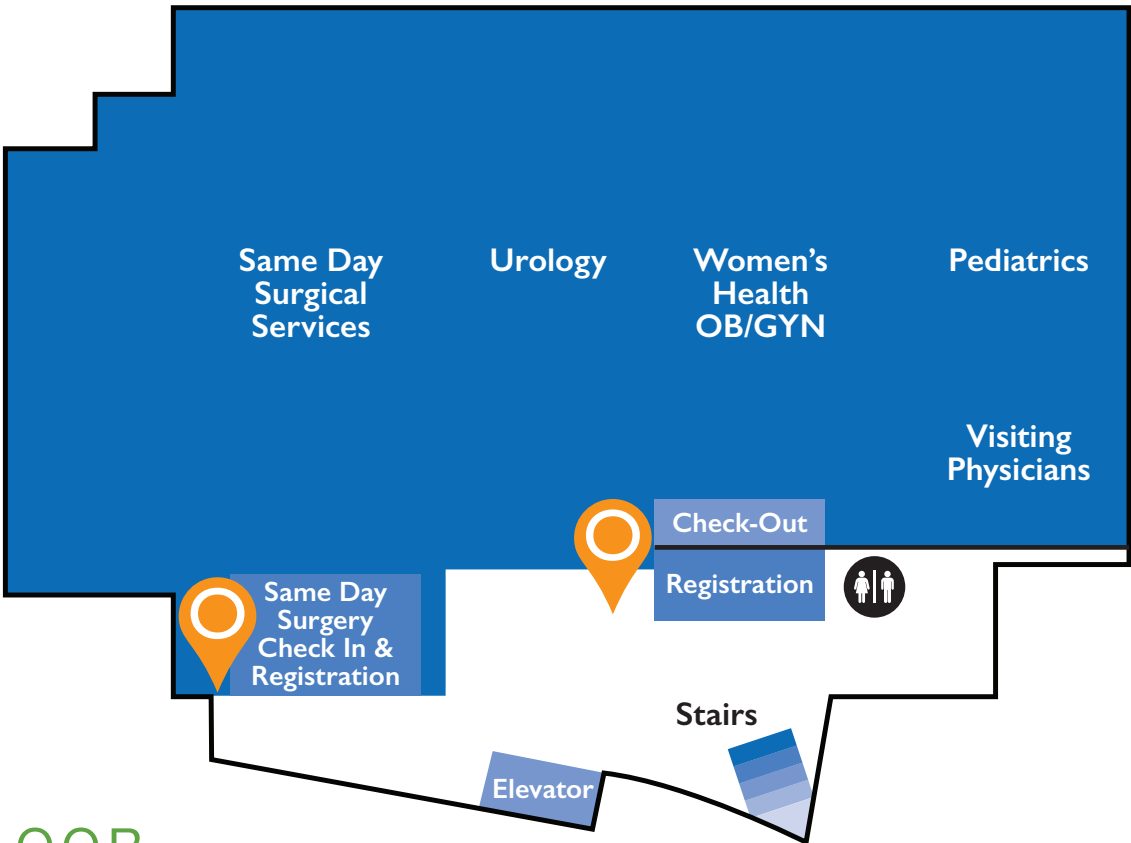 Same Day
Surgical
Services
Urology
Women's
Health
OB/GYN
Pediatrics
Visiting
Physicians
Check-Out
Registration
Same Day
Surgery
Check In &
Registration
Stairs
Elevator